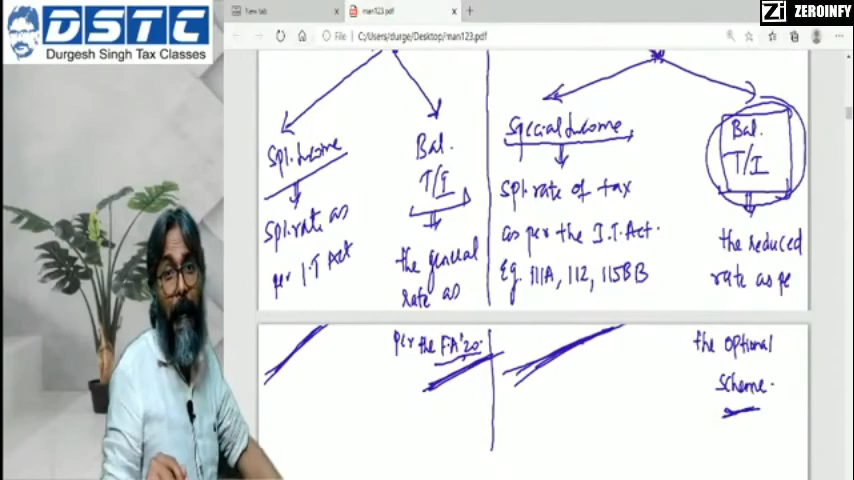 DSTC
Durgesh Singh Tax Classes
New tab
man123.pdf
Zi ZEROINFY
File
C:/Users/durge/Desktop/man123.pdf
Spl. Income
Spl. rate as
per I.T Act
Bal.
T/I
the general
rate as
per the F.A'20.
Special Income
Spl. rate of tax
as per the I.T. Act.
Eg. 111A, 112, 115BB
Bal.
T/I
the reduced
rate as pe
the optional
scheme.